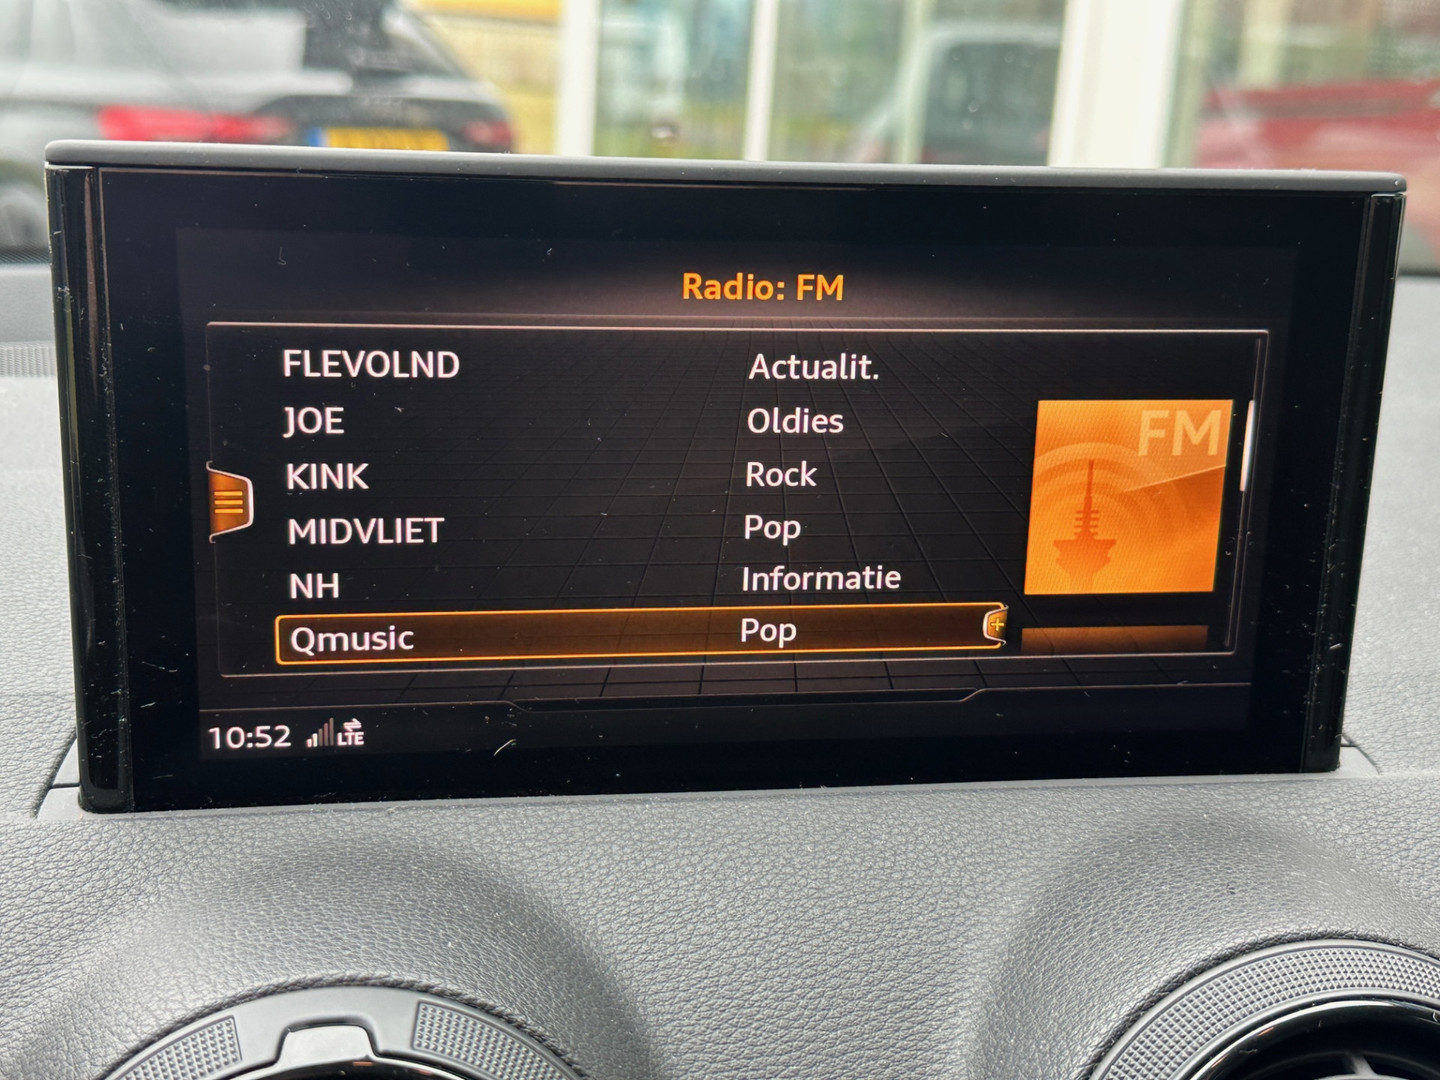 Radio: FM
FLEVOLND Actualit.
JOE Oldies
KINK Rock
MIDVLIET Pop
NH Informatie
Qmusic Pop
FM
10:52 LTE